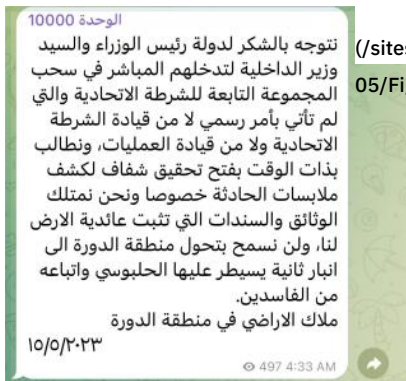 الوحدة 10000
(/sites
نتوجه بالشكر لدولة رئيس الوزراء والسيد
وزير الداخلية لتدخلهم المباشر في سحب
05/Fi
المجموعة التابعة للشرطة الاتحادية والتي
لم تأتي بأمر رسمي لا من قيادة الشرطة
الاتحادية ولا من قيادة العمليات، ونطالب
بذات الوقت بفتح تحقيق شفاف لكشف
ملابسات الحادثة خصوصا ونحن نمتلك
الوثائق والسندات التي تثبت عائدية الارض
لنا، ولن نسمح بتحول منطقة الدورة الى
انبار ثانية يسيطر عليها الحلبوسي واتباعه
من الفاسدين.
ملاك الاراضي في منطقة الدورة
١٥/٥/٢٠٢٣
497 4:33 AM